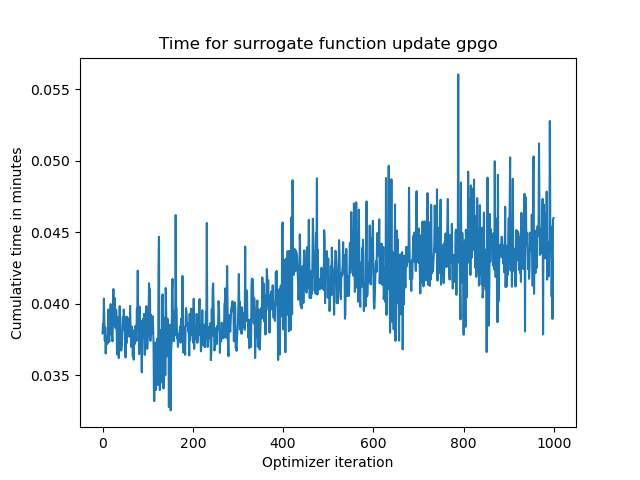 Time for surrogate function update gpgo
Cumulative time in minutes
0.055
0.050
0.045
0.040
0.035
0 200 400 600 800 1000
Optimizer iteration